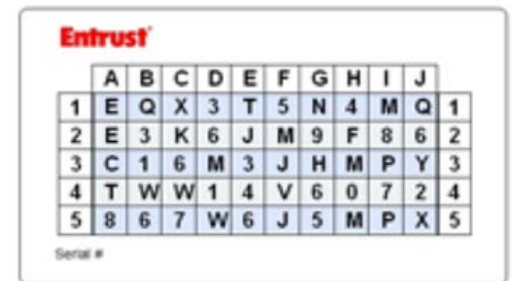 Entrust
A B C D E F G H I J
1 E Q X 3 T 5 N 4 M Q 1
2 E 3 K 6 J M 9 F 8 6 2
3 C 1 6 M 3 J H M P Y 3
4 T W W 1 4 V 6 0 7 2 4
5 8 6 7 W 6 J 5 M P X 5
Serial #